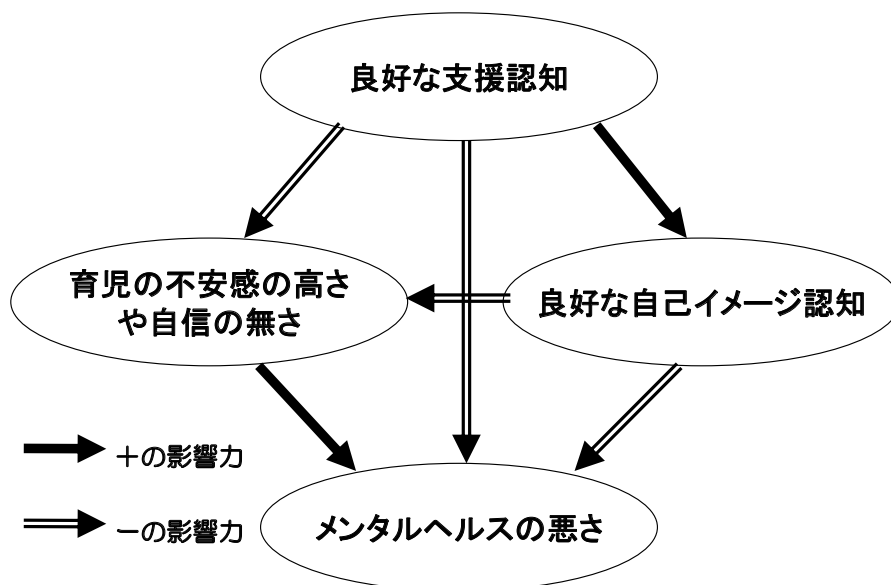 良好な支援認知
育児の不安感の高さ
や自信の無さ
良好な自己イメージ認知
＋の影響力
－の影響力
メンタルヘルスの悪さ